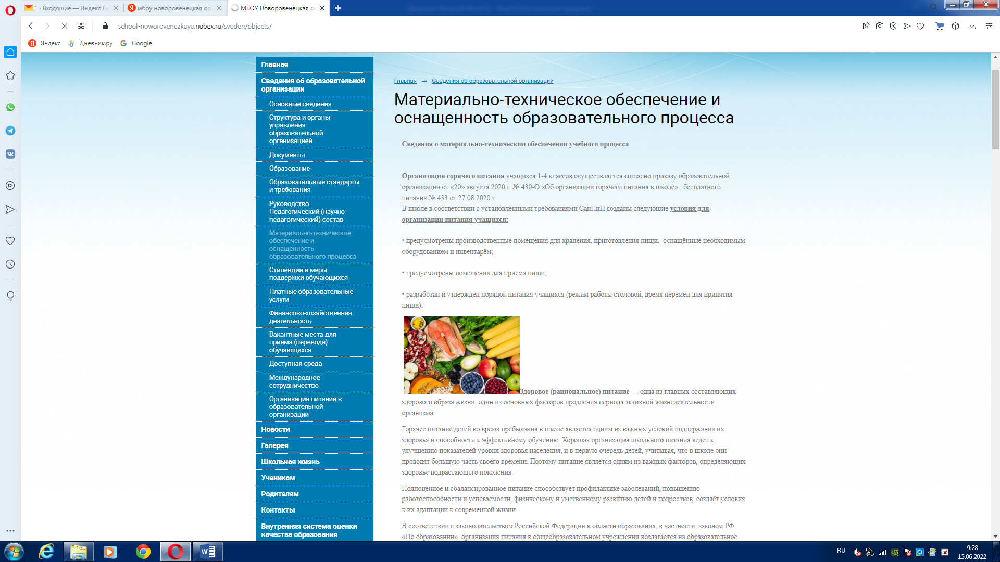 1 · Входящие — Яндекс По
мбоу новоровенецкая ос
МБОУ Новоровенецкая о
school-noworovenezkaya.nubex.ru/sveden/objects/
Яндекс
Дневник.ру
Google
Главная
Сведения об образовательной
организации
Основные сведения
Структура и органы
управления
образовательной
организацией
Документы
Образование
Образовательные стандарты
и требования
Руководство.
Педагогический (научно-
педагогический) состав
Материально-техническое
обеспечение и
оснащенность
образовательного процесса
Стипендии и меры
поддержки обучающихся
Платные образовательные
услуги
Финансово-хозяйственная
деятельность
Вакантные места для
приема (перевода)
обучающихся
Доступная среда
Международное
сотрудничество
Организация питания в
образовательной
организации
Новости
Галерея
Школьная жизнь
Ученикам
Родителям
Контакты
Внутренняя система оценки
качества образования
Главная → Сведения об образовательной организации
Материально-техническое обеспечение и
оснащенность образовательного процесса
Сведения о материально-техническом обеспечении учебного процесса
Организация горячего питания учащихся 1-4 классов осуществляется согласно приказу образовательной
организации от «20» августа 2020 г. № 430-О «Об организации горячего питания в школе» , бесплатного
питания № 433 от 27.08.2020 г.
В школе в соответствии с установленными требованиями СанПиН созданы следующие условия для
организации питания учащихся:
• предусмотрены производственные помещения для хранения, приготовления пищи, оснащённые необходимым
оборудованием и инвентарём;
• предусмотрены помещения для приёма пищи;
• разработан и утверждён порядок питания учащихся (режим работы столовой, время перемен для принятия
пищи).
Здоровое (рациональное) питание — одна из главных составляющих
здорового образа жизни, один из основных факторов продления периода активной жизнедеятельности
организма.
Горячее питание детей во время пребывания в школе является одним из важных условий поддержания их
здоровья и способности к эффективному обучению. Хорошая организация школьного питания ведёт к
улучшению показателей уровня здоровья населения, и в первую очередь детей, учитывая, что в школе они
проводят большую часть своего времени. Поэтому питание является одним из важных факторов, определяющих
здоровье подрастающего поколения.
Полноценное и сбалансированное питание способствует профилактике заболеваний, повышению
работоспособности и успеваемости, физическому и умственному развитию детей и подростков, создаёт условия
к их адаптации к современной жизни.
В соответствии с законодательством Российской Федерации в области образования, в частности, законом РФ
«Об образовании», организация питания в общеобразовательном учреждении возлагается на образовательное
RU
9:28
15.06.2022